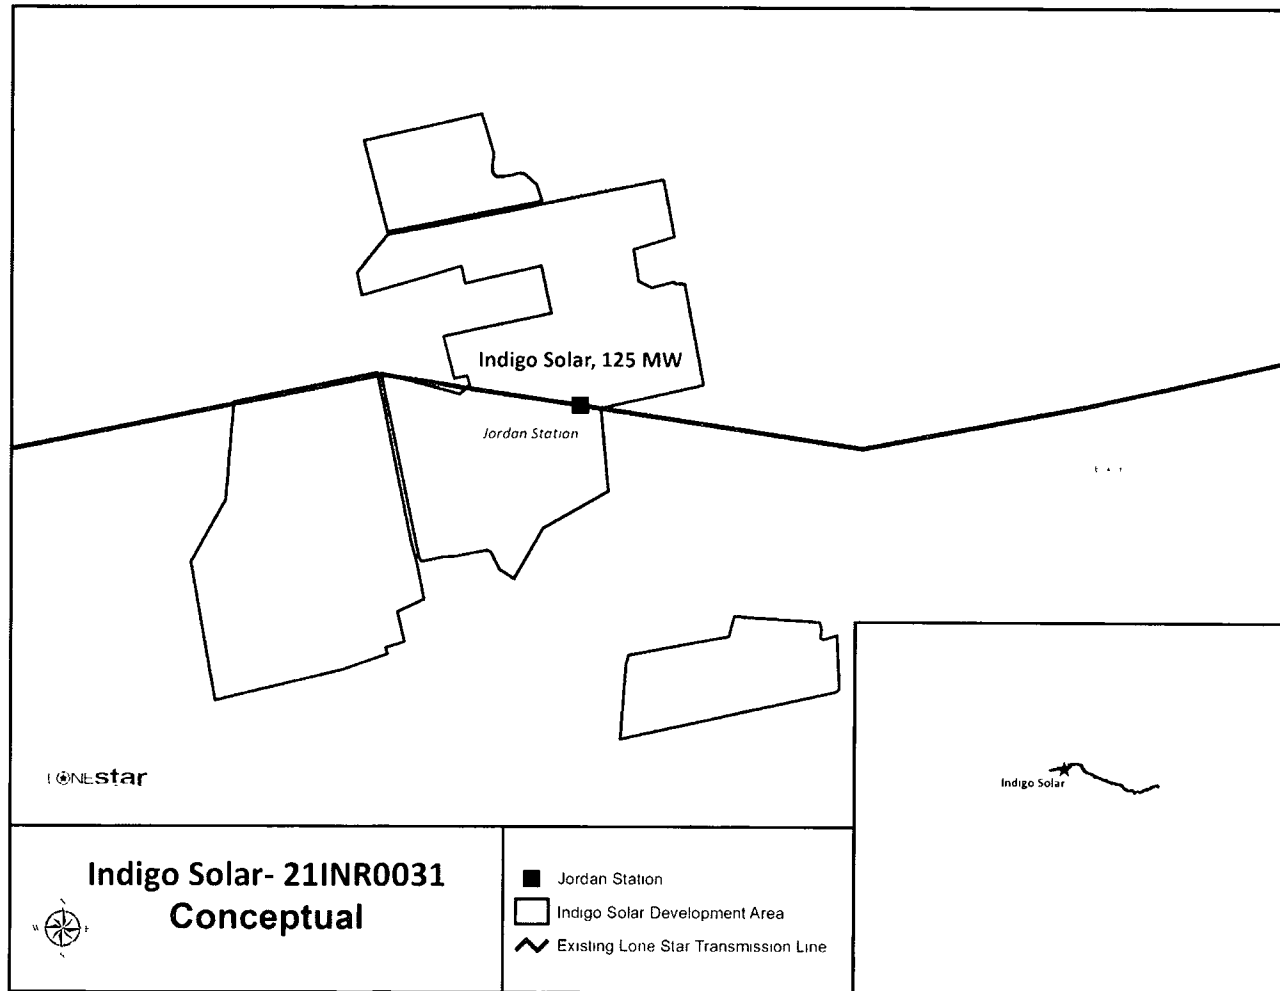 Indigo Solar, 125 MW
Jordan Station
LONEstar
Indigo Solar
Indigo Solar- 21INR0031
Conceptual
Jordan Station
Indigo Solar Development Area
Existing Lone Star Transmission Line